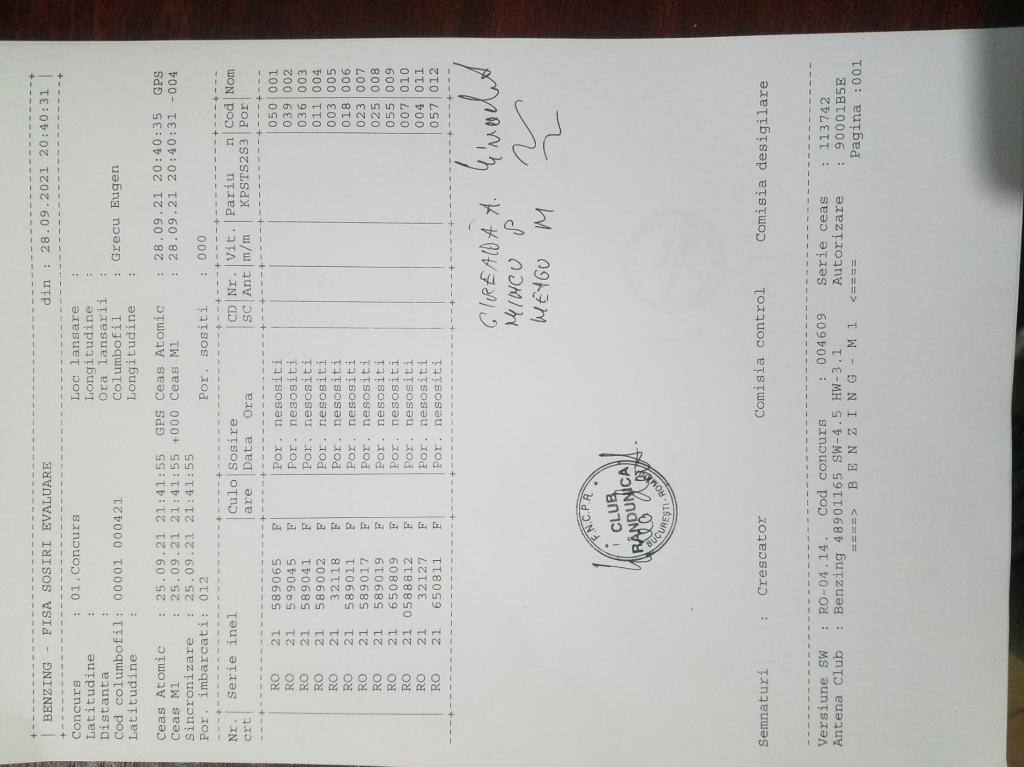 | BENZING - FISA SOSIRI EVALUARE din : 28.09.2021 20:40:31 |
Concurs : 01.Concurs Loc lansare :
Latitudine : Longitudine :
Distanta : Ora lansarii :
Cod columbofil: 00001 000421 Columbofil : Grecu Eugen
Latitudine : Longitudine :
Ceas Atomic : 25.09.21 21:41:55 GPS Ceas Atomic : 28.09.21 20:40:35 GPS
Ceas M1 : 25.09.21 21:41:55 +000 Ceas M1 : 28.09.21 20:40:31 -004
Sincronizare : 25.09.21 21:41:55
Por. imbarcati: 012 Por. sositi : 000
Nr. | Serie inel | Culo | Sosire | CD | Nr. | Vit. | Pariu n | Cod | Nom
crt | are | Data Ora | SC | Ant | m/m | KPSTS2S3 | Por
RO 21 589065 F Por. nesositi 050 001
RO 21 589045 F Por. nesositi 039 002
RO 21 589041 F Por. nesositi 036 003
RO 21 589002 F Por. nesositi 011 004
RO 21 32118 F Por. nesositi 003 005
RO 21 589011 F Por. nesositi 018 006
RO 21 589017 F Por. nesositi 023 007
RO 21 589019 F Por. nesositi 025 008
RO 21 650809 F Por. nesositi 055 009
RO 21 0588812 F Por. nesositi 007 010
RO 21 32127 F Por. nesositi 004 011
RO 21 650811 F Por. nesositi 057 012
A.
MINCU S
M
F.N.C.P.R.
CLUB
RÂNDUNICA
BUCUREŞTI - ROMÂNIA
Semnaturi : Crescator Comisia control Comisia desigilare
Versiune SW : RO-04.14. Cod concurs : 004609 Serie ceas : 113742
Antena Club : Benzing 48901165 SW-4.5 HW-3.1 Autorizare : 90001B5E
====> B E N Z I N G - M 1 <==== Pagina :001